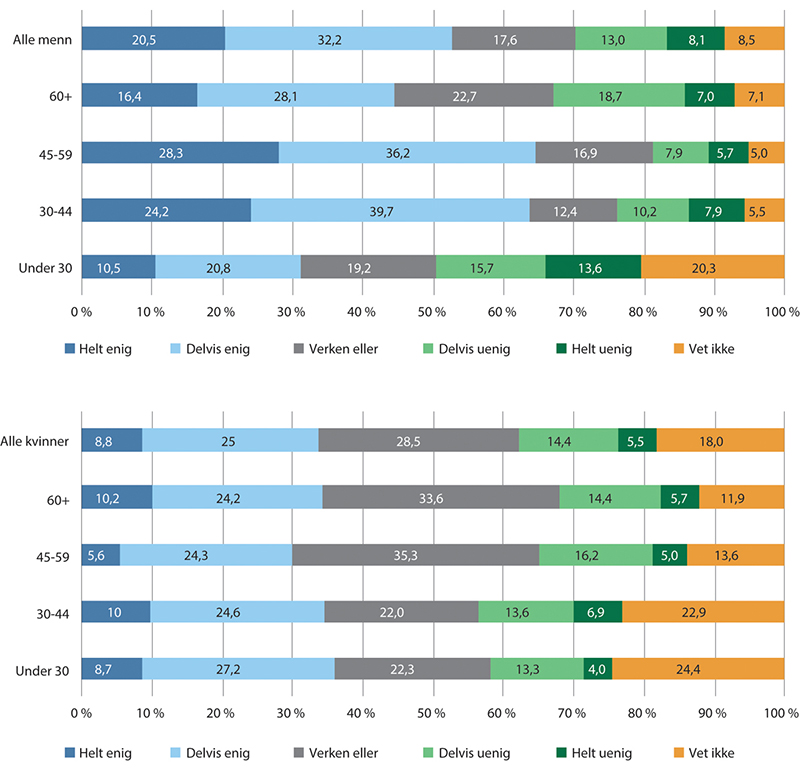 Alle menn 20,5 32,2 17,6 13,0 8,1 8,5
60+ 16,4 28,1 22,7 18,7 7,0 7,1
45-59 28,3 36,2 16,9 7,9 5,7 5,0
30-44 24,2 39,7 12,4 10,2 7,9 5,5
Under 30 10,5 20,8 19,2 15,7 13,6 20,3
0 % 10 % 20 % 30 % 40 % 50 % 60 % 70 % 80 % 90 % 100 %
Helt enig Delvis enig Verken eller Delvis uenig Helt uenig Vet ikke
Alle kvinner 8,8 25 28,5 14,4 5,5 18,0
60+ 10,2 24,2 33,6 14,4 5,7 11,9
45-59 5,6 24,3 35,3 16,2 5,0 13,6
30-44 10 24,6 22,0 13,6 6,9 22,9
Under 30 8,7 27,2 22,3 13,3 4,0 24,4
0 % 10 % 20 % 30 % 40 % 50 % 60 % 70 % 80 % 90 % 100 %
Helt enig Delvis enig Verken eller Delvis uenig Helt uenig Vet ikke